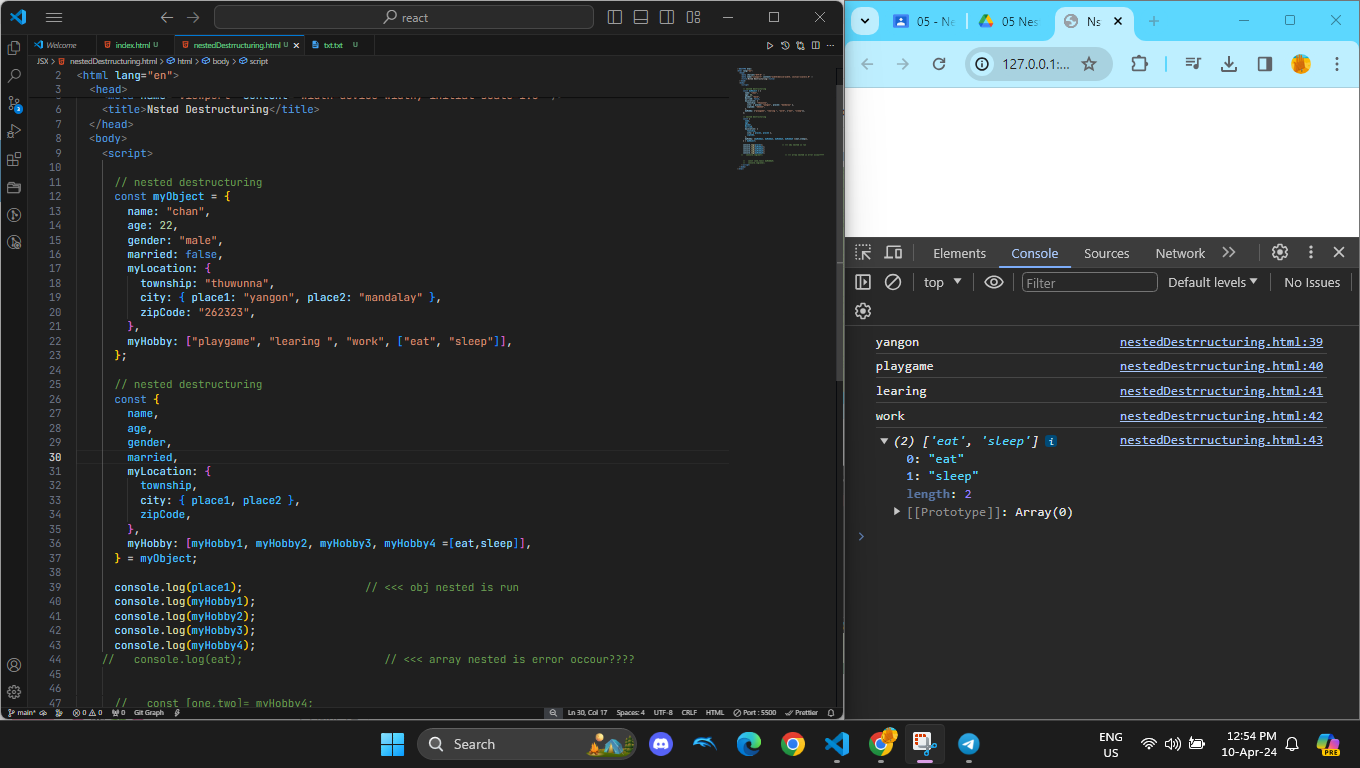 react
Welcome
index.html U
nestedDestrructuring.html U
txt.txt U
JSX > nestedDestrructuring.html > html > body > script
2 <html lang="en">
3 <head>
6 <title>Nsted Destructuring</title>
7 </head>
8 <body>
9 <script>
10
11 // nested destructuring
12 const myObject = {
13 name: "chan",
14 age: 22,
15 gender: "male",
16 married: false,
17 myLocation: {
18 township: "thuwunna",
19 city: { place1: "yangon", place2: "mandalay" },
20 zipCode: "262323",
21 },
22 myHobby: ["playgame", "learing ", "work", ["eat", "sleep"]],
23 };
24
25 // nested destructuring
26 const {
27 name,
28 age,
29 gender,
30 married,
31 myLocation: {
32 township,
33 city: { place1, place2 },
34 zipCode,
35 },
36 myHobby: [myHobby1, myHobby2, myHobby3, myHobby4 =[eat,sleep]],
37 } = myObject;
38
39 console.log(place1); // <<< obj nested is run
40 console.log(myHobby1);
41 console.log(myHobby2);
42 console.log(myHobby3);
43 console.log(myHobby4);
44 // console.log(eat); // <<< array nested is error occour????
45
46
47 // const [one,two]= myHobby4;
main* 0 0 0 Git Graph Ln 30, Col 17 Spaces: 4 UTF-8 CRLF HTML Port : 5500 Prettier
05 - Ne 05 Nes Ns
127.0.0.1:...
Elements Console Sources Network
top Filter Default levels No Issues
yangon nestedDestrructuring.html:39
playgame nestedDestrructuring.html:40
learing nestedDestrructuring.html:41
work nestedDestrructuring.html:42
(2) ['eat', 'sleep'] i nestedDestrructuring.html:43
0: "eat"
1: "sleep"
length: 2
[[Prototype]]: Array(0)
Search
ENG
US
12:54 PM
10-Apr-24
PRE